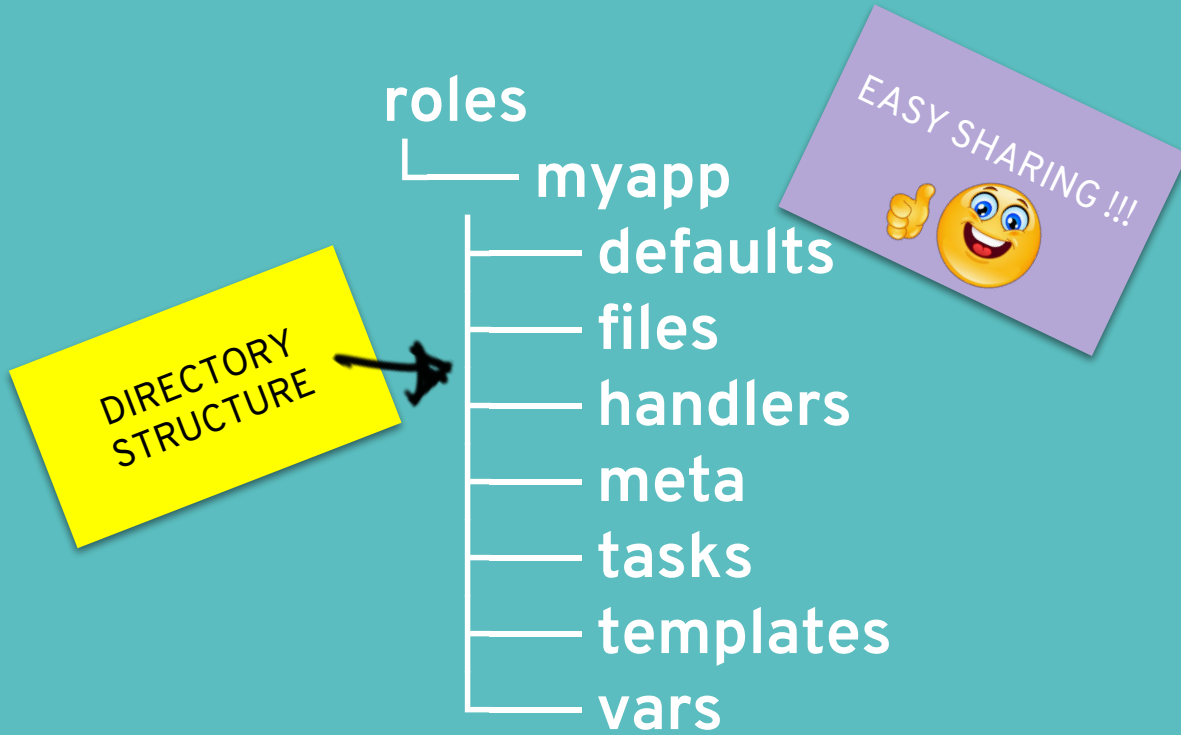 roles
myapp
EASY SHARING !!!
defaults
files
handlers
DIRECTORY
STRUCTURE
meta
tasks
templates
vars